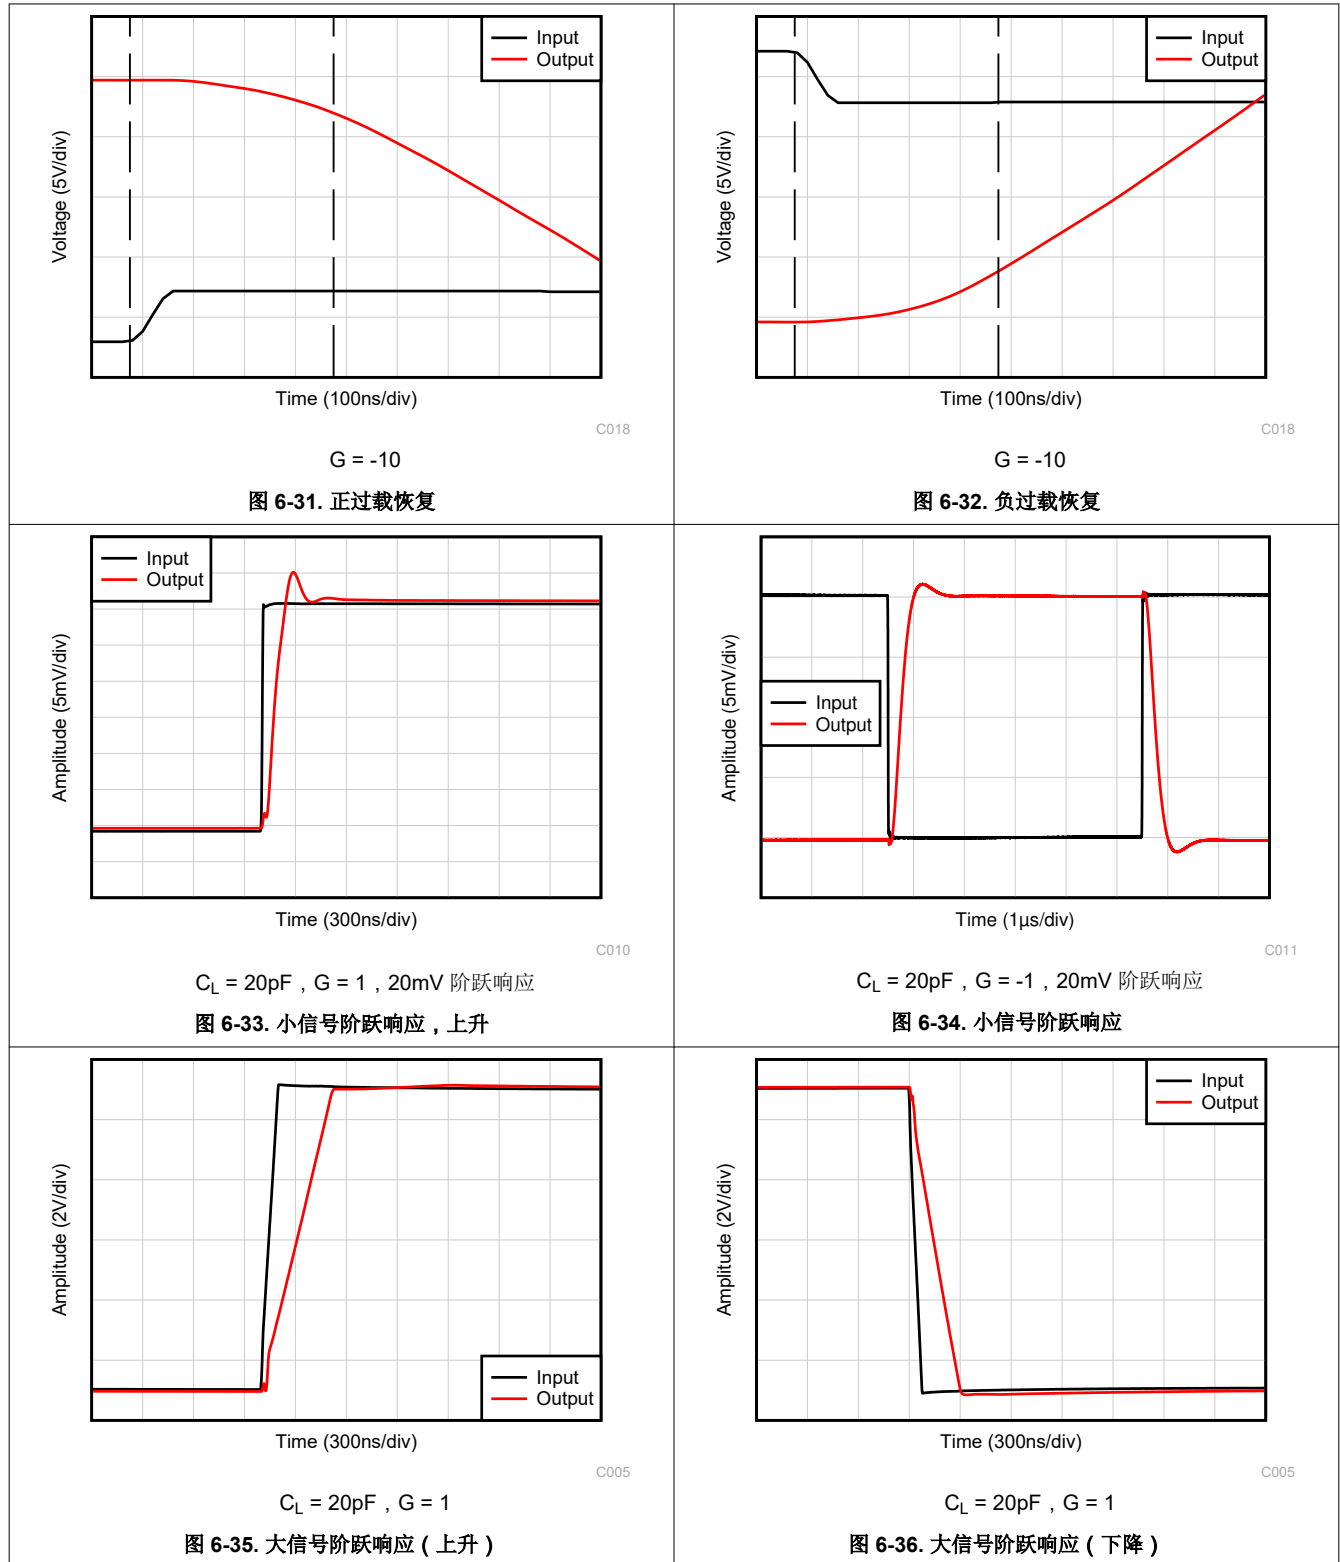 Input
Output
Voltage (5V/div)
Time (100ns/div)
C018
G = -10
图 6-31. 正过载恢复
Input
Output
Voltage (5V/div)
Time (100ns/div)
C018
G = -10
图 6-32. 负过载恢复
Input
Output
Amplitude (5mV/div)
Time (300ns/div)
C010
CL = 20pF，G = 1，20mV 阶跃响应
图 6-33. 小信号阶跃响应，上升
Input
Output
Amplitude (5mV/div)
Time (1µs/div)
C011
CL = 20pF，G = -1，20mV 阶跃响应
图 6-34. 小信号阶跃响应
Input
Output
Amplitude (2V/div)
Time (300ns/div)
C005
CL = 20pF，G = 1
图 6-35. 大信号阶跃响应（上升）
Input
Output
Amplitude (2V/div)
Time (300ns/div)
C005
CL = 20pF，G = 1
图 6-36. 大信号阶跃响应（下降）